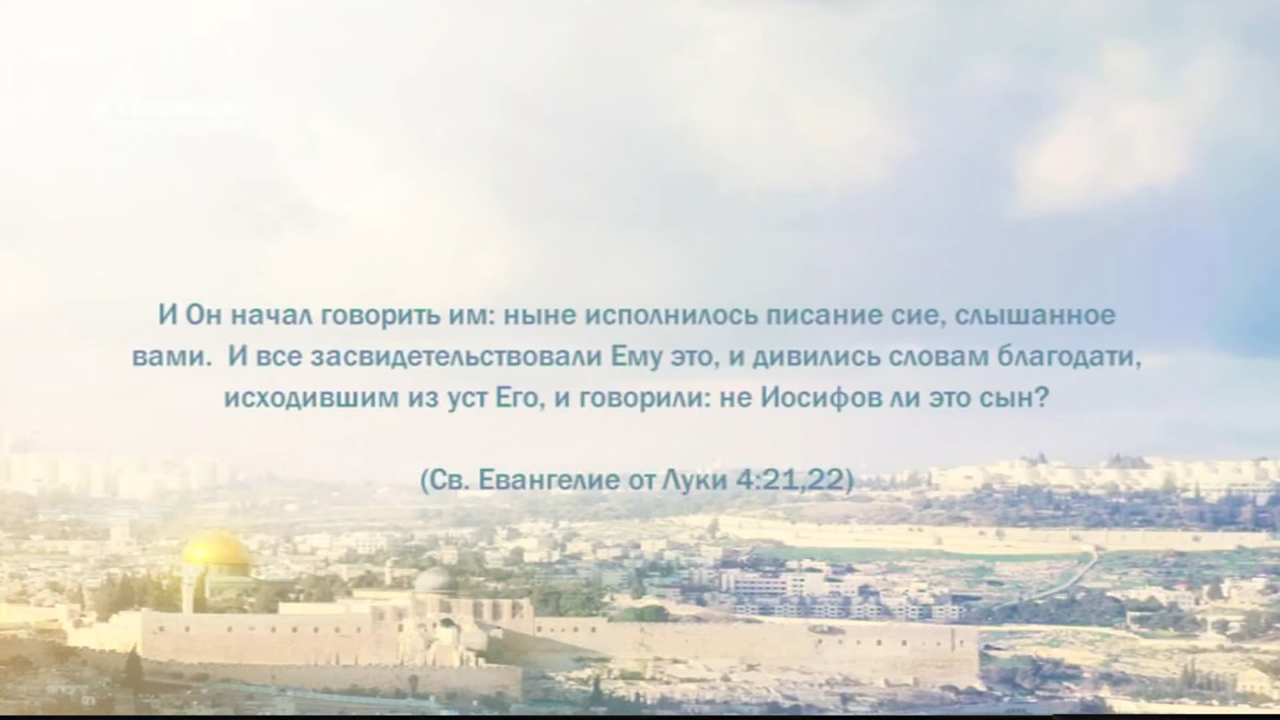 И Он начал говорить им: ныне исполнилось писание сие, слышанное
вами.  И все засвидетельствовали Ему это, и дивились словам благодати,
исходившим из уст Его, и говорили: не Иосифов ли это сын?
(Св. Евангелие от Луки 4:21,22)